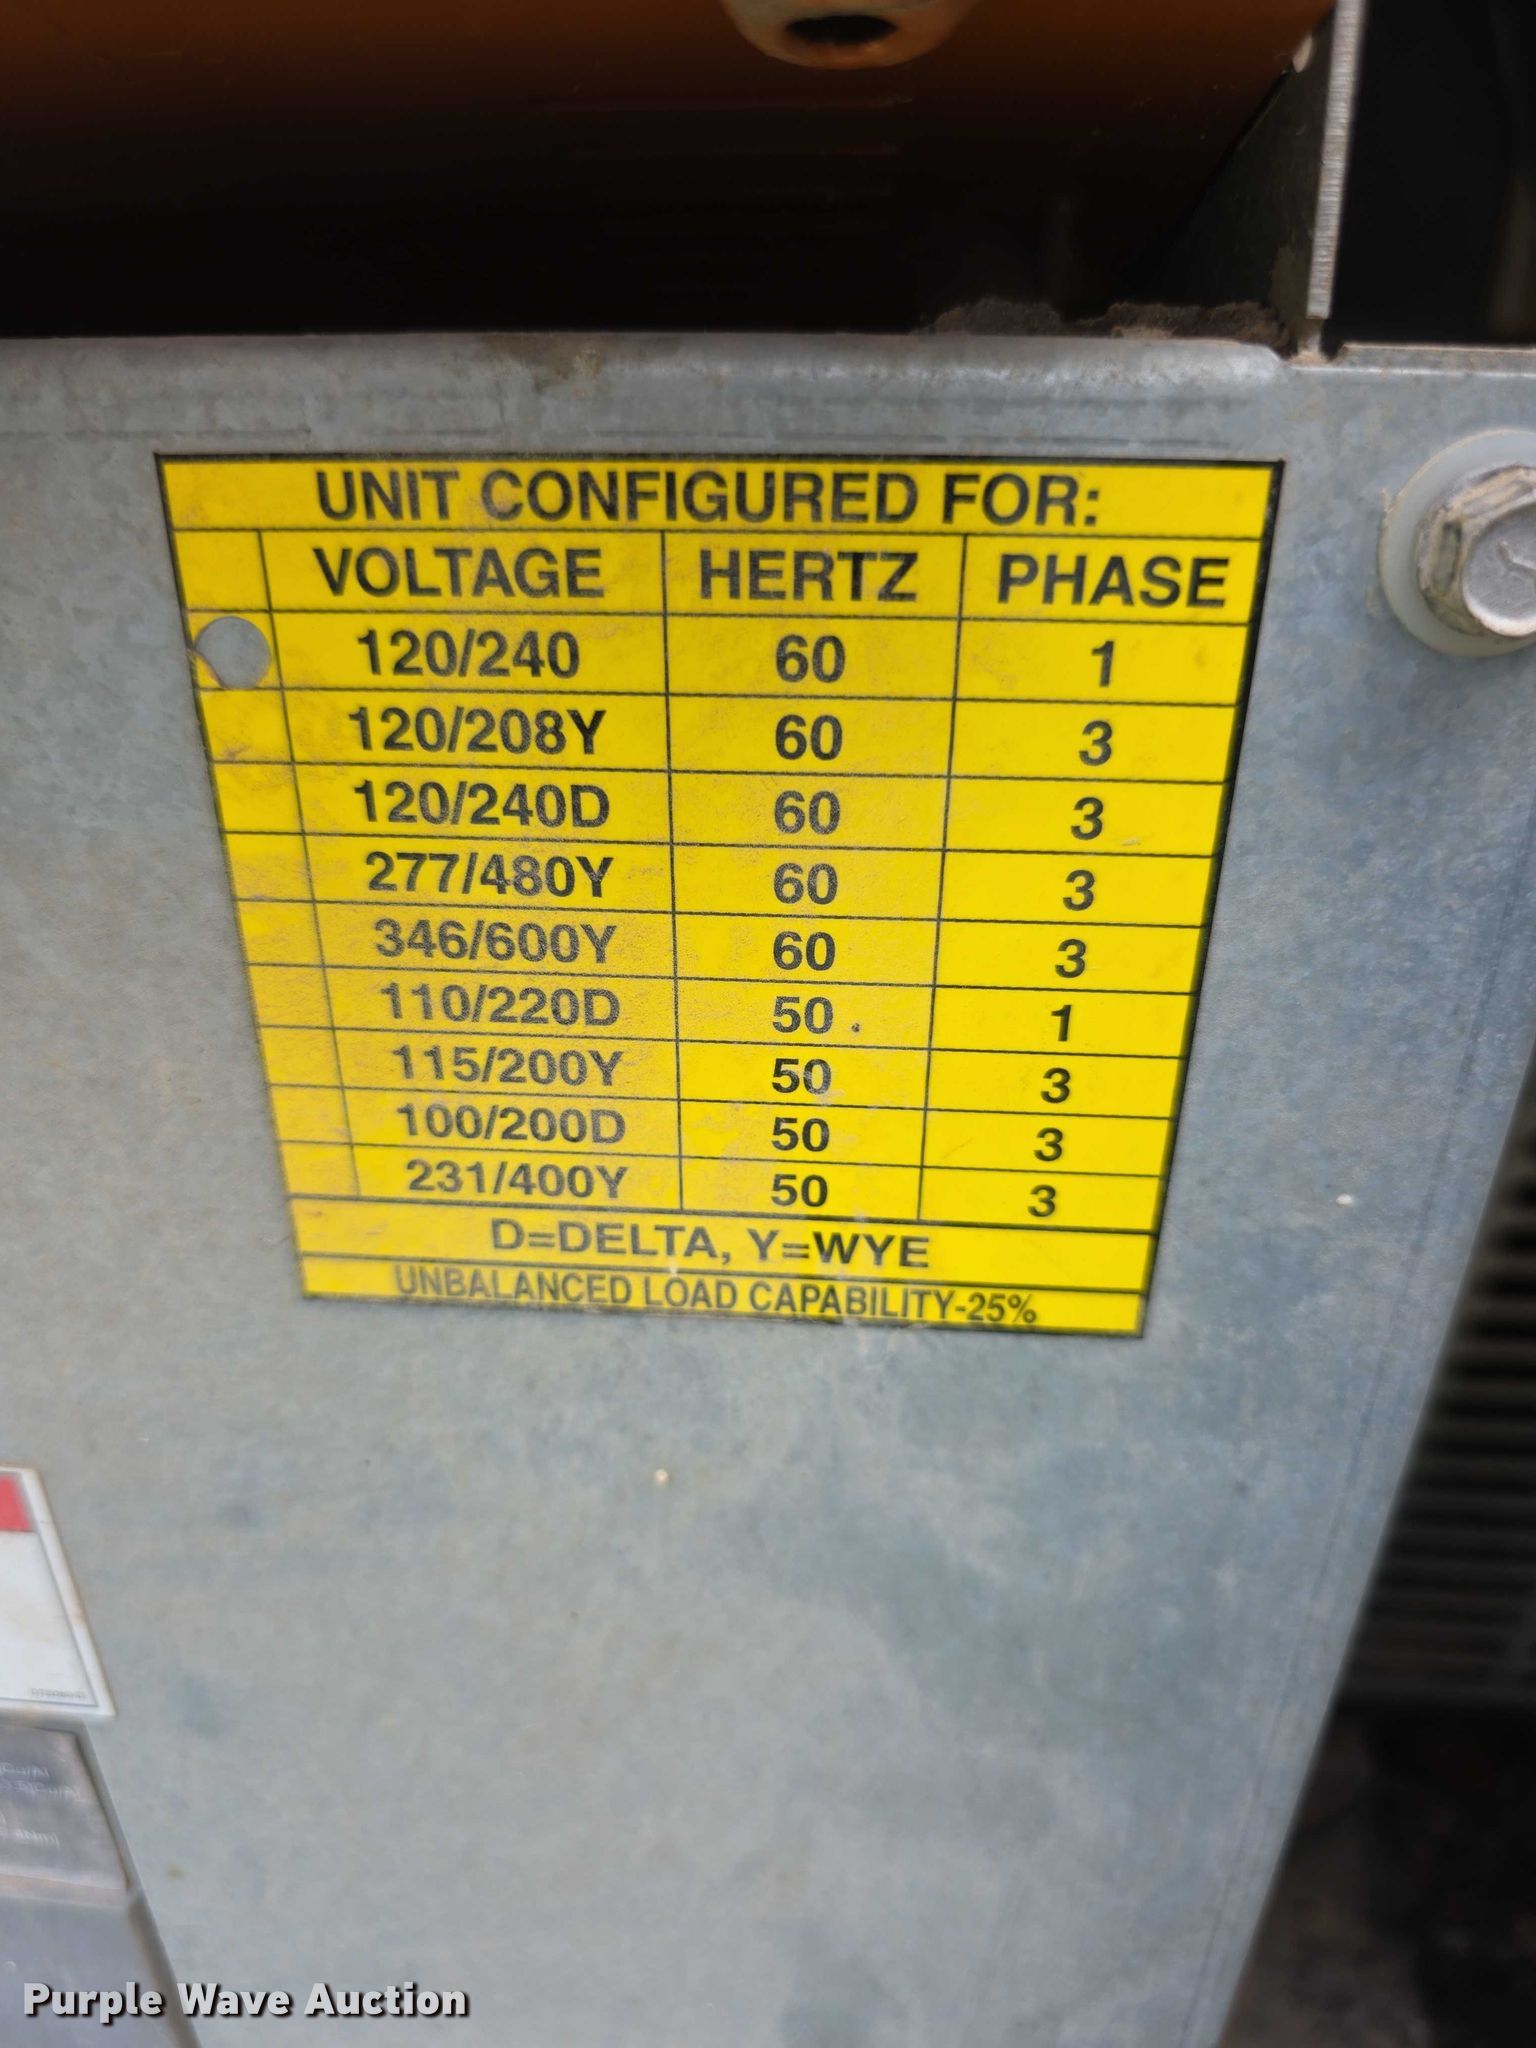 UNIT CONFIGURED FOR:
VOLTAGE HERTZ PHASE
120/240 60 1
120/208Y 60 3
120/240D 60 3
277/480Y 60 3
346/600Y 60 3
110/220D 50 1
115/200Y 50 3
100/200D 50 3
231/400Y 50 3
D=DELTA, Y=WYE
UNBALANCED LOAD CAPABILITY-25%
Purple Wave Auction